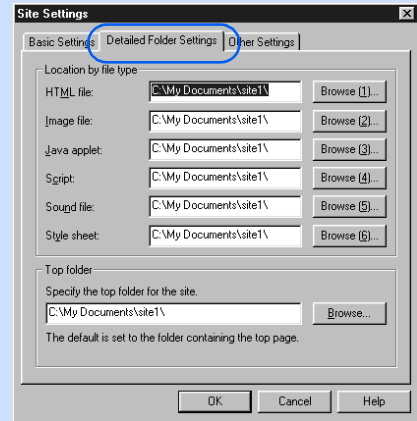 Site Settings
Basic Settings Detailed Folder Settings Other Settings
Location by file type
HTML file: C:\My Documents\site1\ Browse (1)...
Image file: C:\My Documents\site1\ Browse (2)...
Java applet: C:\My Documents\site1\ Browse (3)...
Script: C:\My Documents\site1\ Browse (4)...
Sound file: C:\My Documents\site1\ Browse (5)...
Style sheet: C:\My Documents\site1\ Browse (6)...
Top folder
Specify the top folder for the site.
C:\My Documents\site1\ Browse...
The default is set to the folder containing the top page.
OK Cancel Help